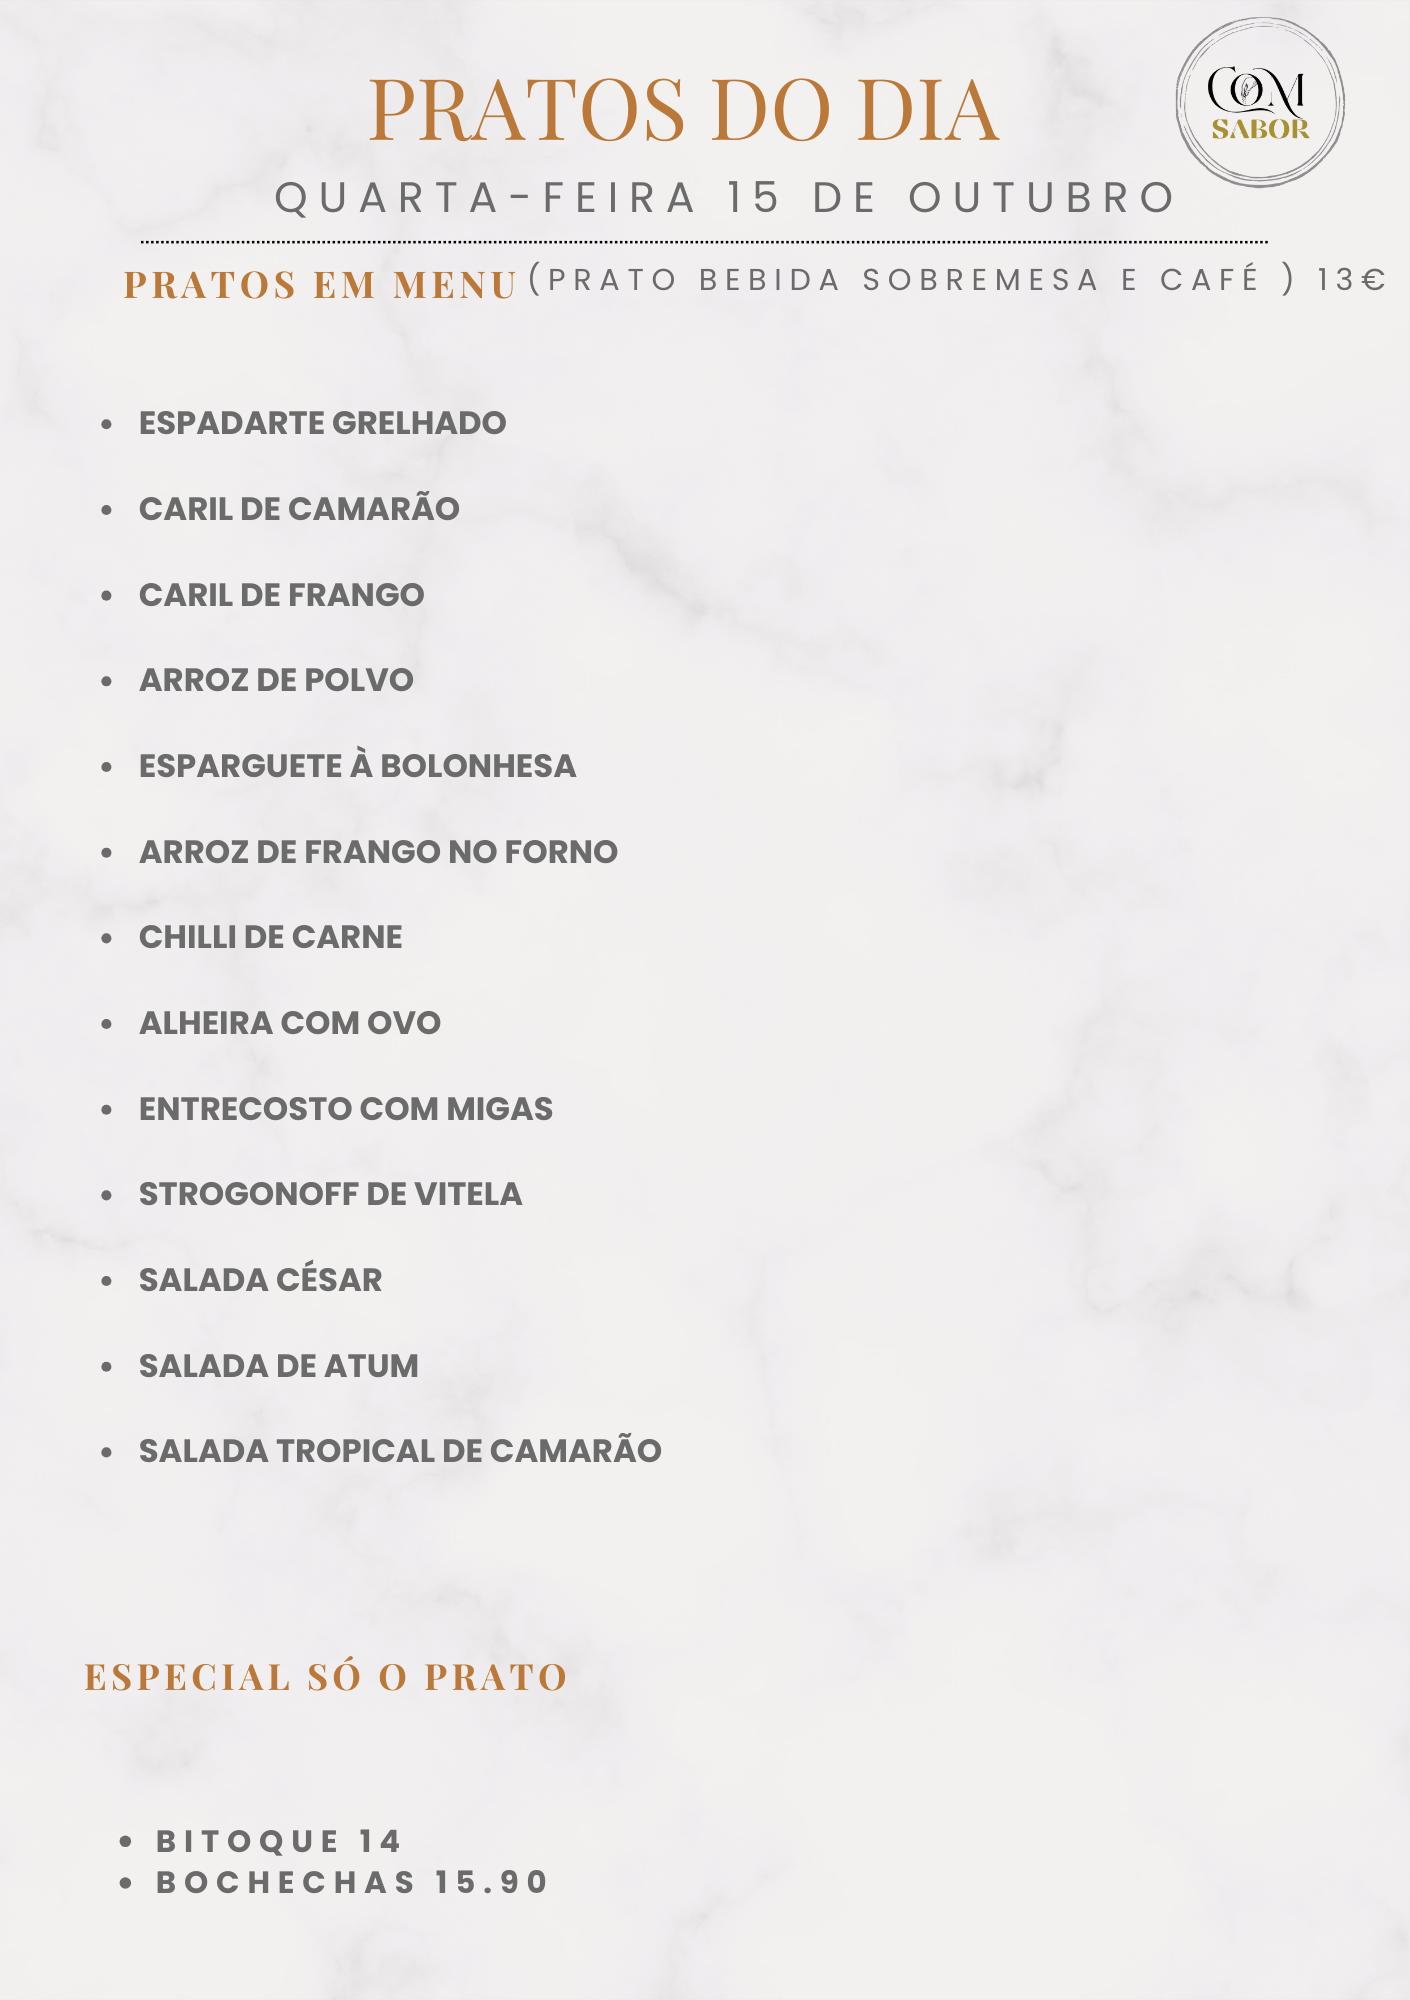 COM
SABOR
PRATOS DO DIA
QUARTA-FEIRA 15 DE OUTUBRO
PRATOS EM MENU (PRATO BEBIDA SOBREMESA E CAFÉ ) 13€
• ESPADARTE GRELHADO
• CARIL DE CAMARÃO
• CARIL DE FRANGO
• ARROZ DE POLVO
• ESPARGUETE À BOLONHESA
• ARROZ DE FRANGO NO FORNO
• CHILLI DE CARNE
• ALHEIRA COM OVO
• ENTRECOSTO COM MIGAS
• STROGONOFF DE VITELA
• SALADA CÉSAR
• SALADA DE ATUM
• SALADA TROPICAL DE CAMARÃO
ESPECIAL SÓ O PRATO
• BITOQUE 14
• BOCHECHAS 15.90